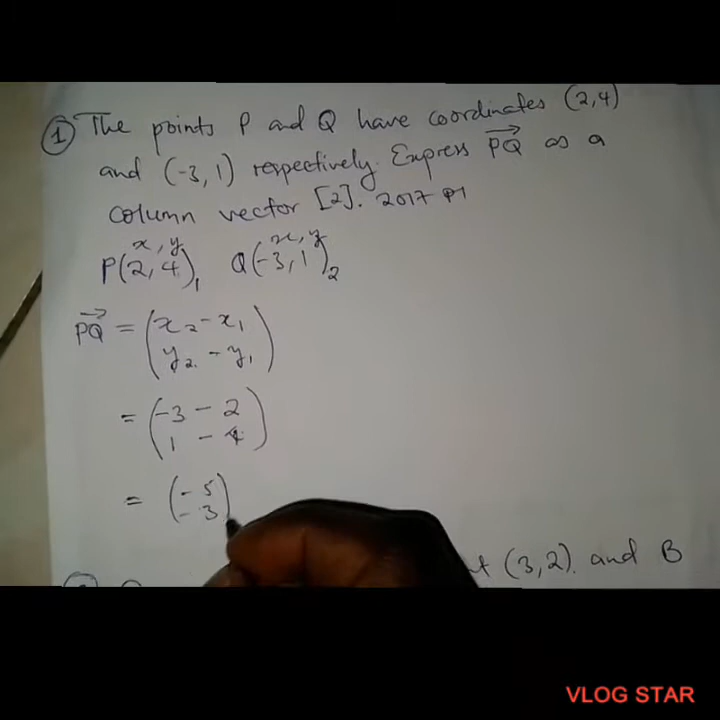 ① The points P and Q have coordinates (2,4)
and (-3, 1) respectively. Express PQ→ as a
column vector [2]. 2017 P1
x, y x, y
P(2, 4)₁ Q(-3, 1)₂
PQ→ = (x₂ - x₁
y₂ - y₁)
= (-3 - 2
1 - 4)
= (-5
-3)
(3, 2). and B
VLOG STAR